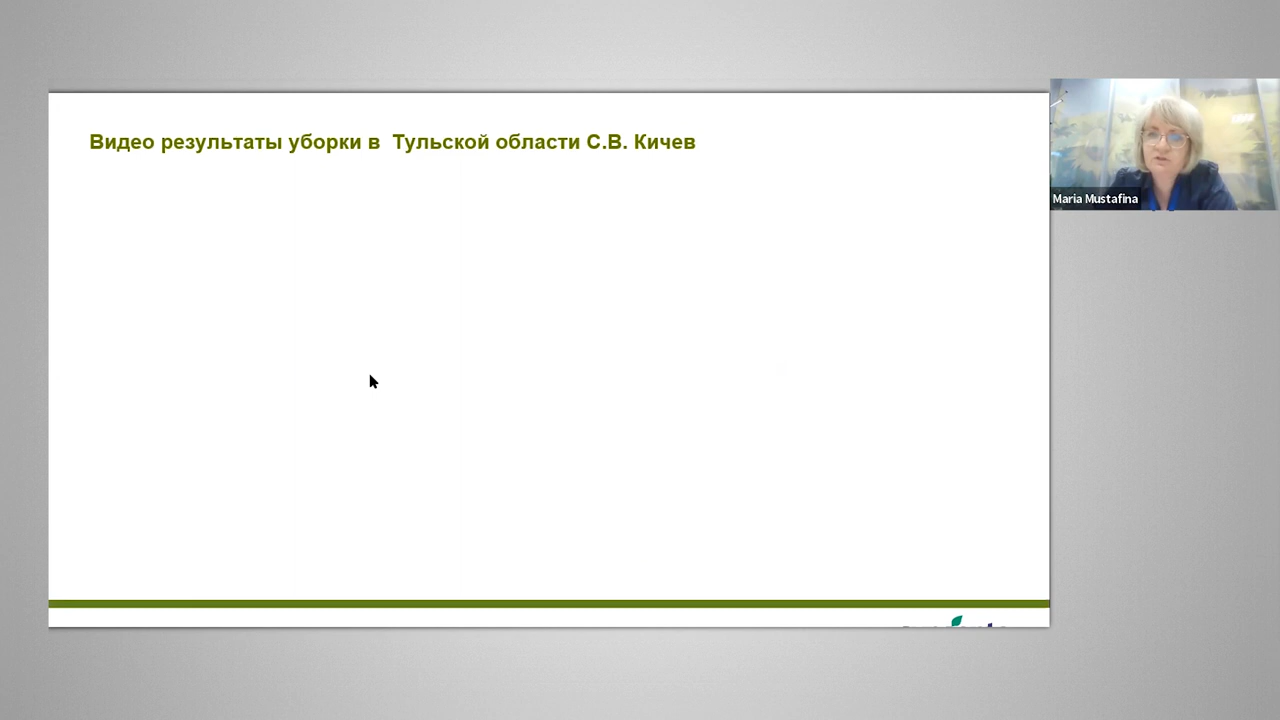 Видео результаты уборки в  Тульской области С.В. Кичев
Maria Mustafina